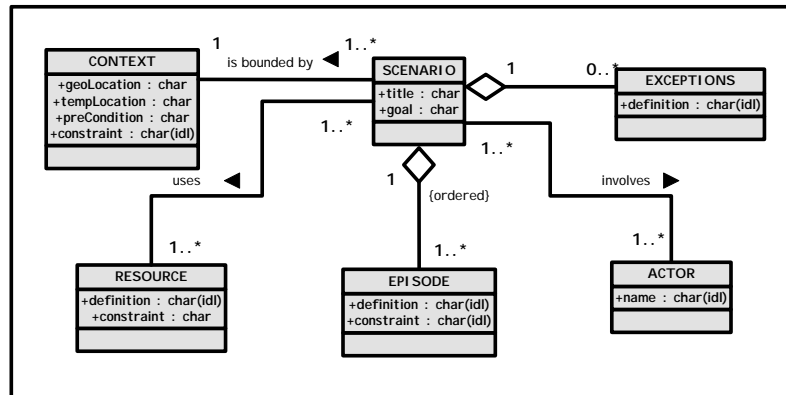 CONTEXT
+geoLocation : char
+tempLocation : char
+preCondition : char
+constraint : char(idl)
1
is bounded by ◀
1..*
SCENARIO
+title : char
+goal : char
1
0..*
EXCEPTIONS
+definition : char(idl)
1..*
uses ◀
1..*
RESOURCE
+definition : char(idl)
+constraint : char
1
{ordered}
1..*
EPISODE
+definition : char(idl)
+constraint : char(idl)
1..*
involves ▶
1..*
ACTOR
+name : char(idl)